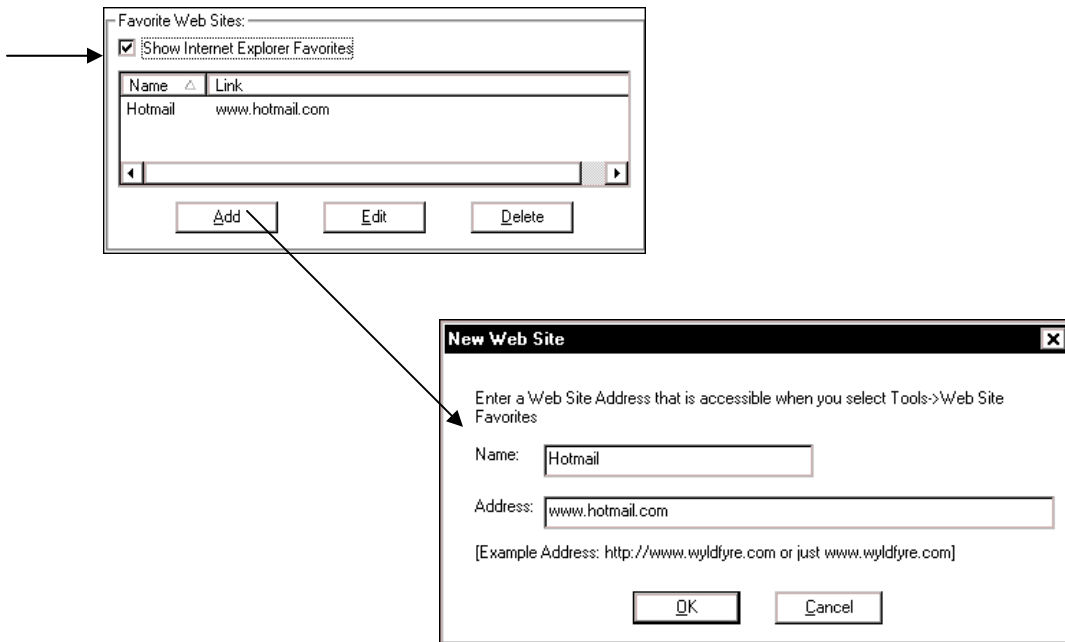 Favorite Web Sites:
Show Internet Explorer Favorites
Name Link
Hotmail www.hotmail.com
Add Edit Delete
New Web Site
Enter a Web Site Address that is accessible when you select Tools->Web Site
Favorites
Name: Hotmail
Address: www.hotmail.com
[Example Address: http://www.wyldfyre.com or just www.wyldfyre.com]
OK Cancel